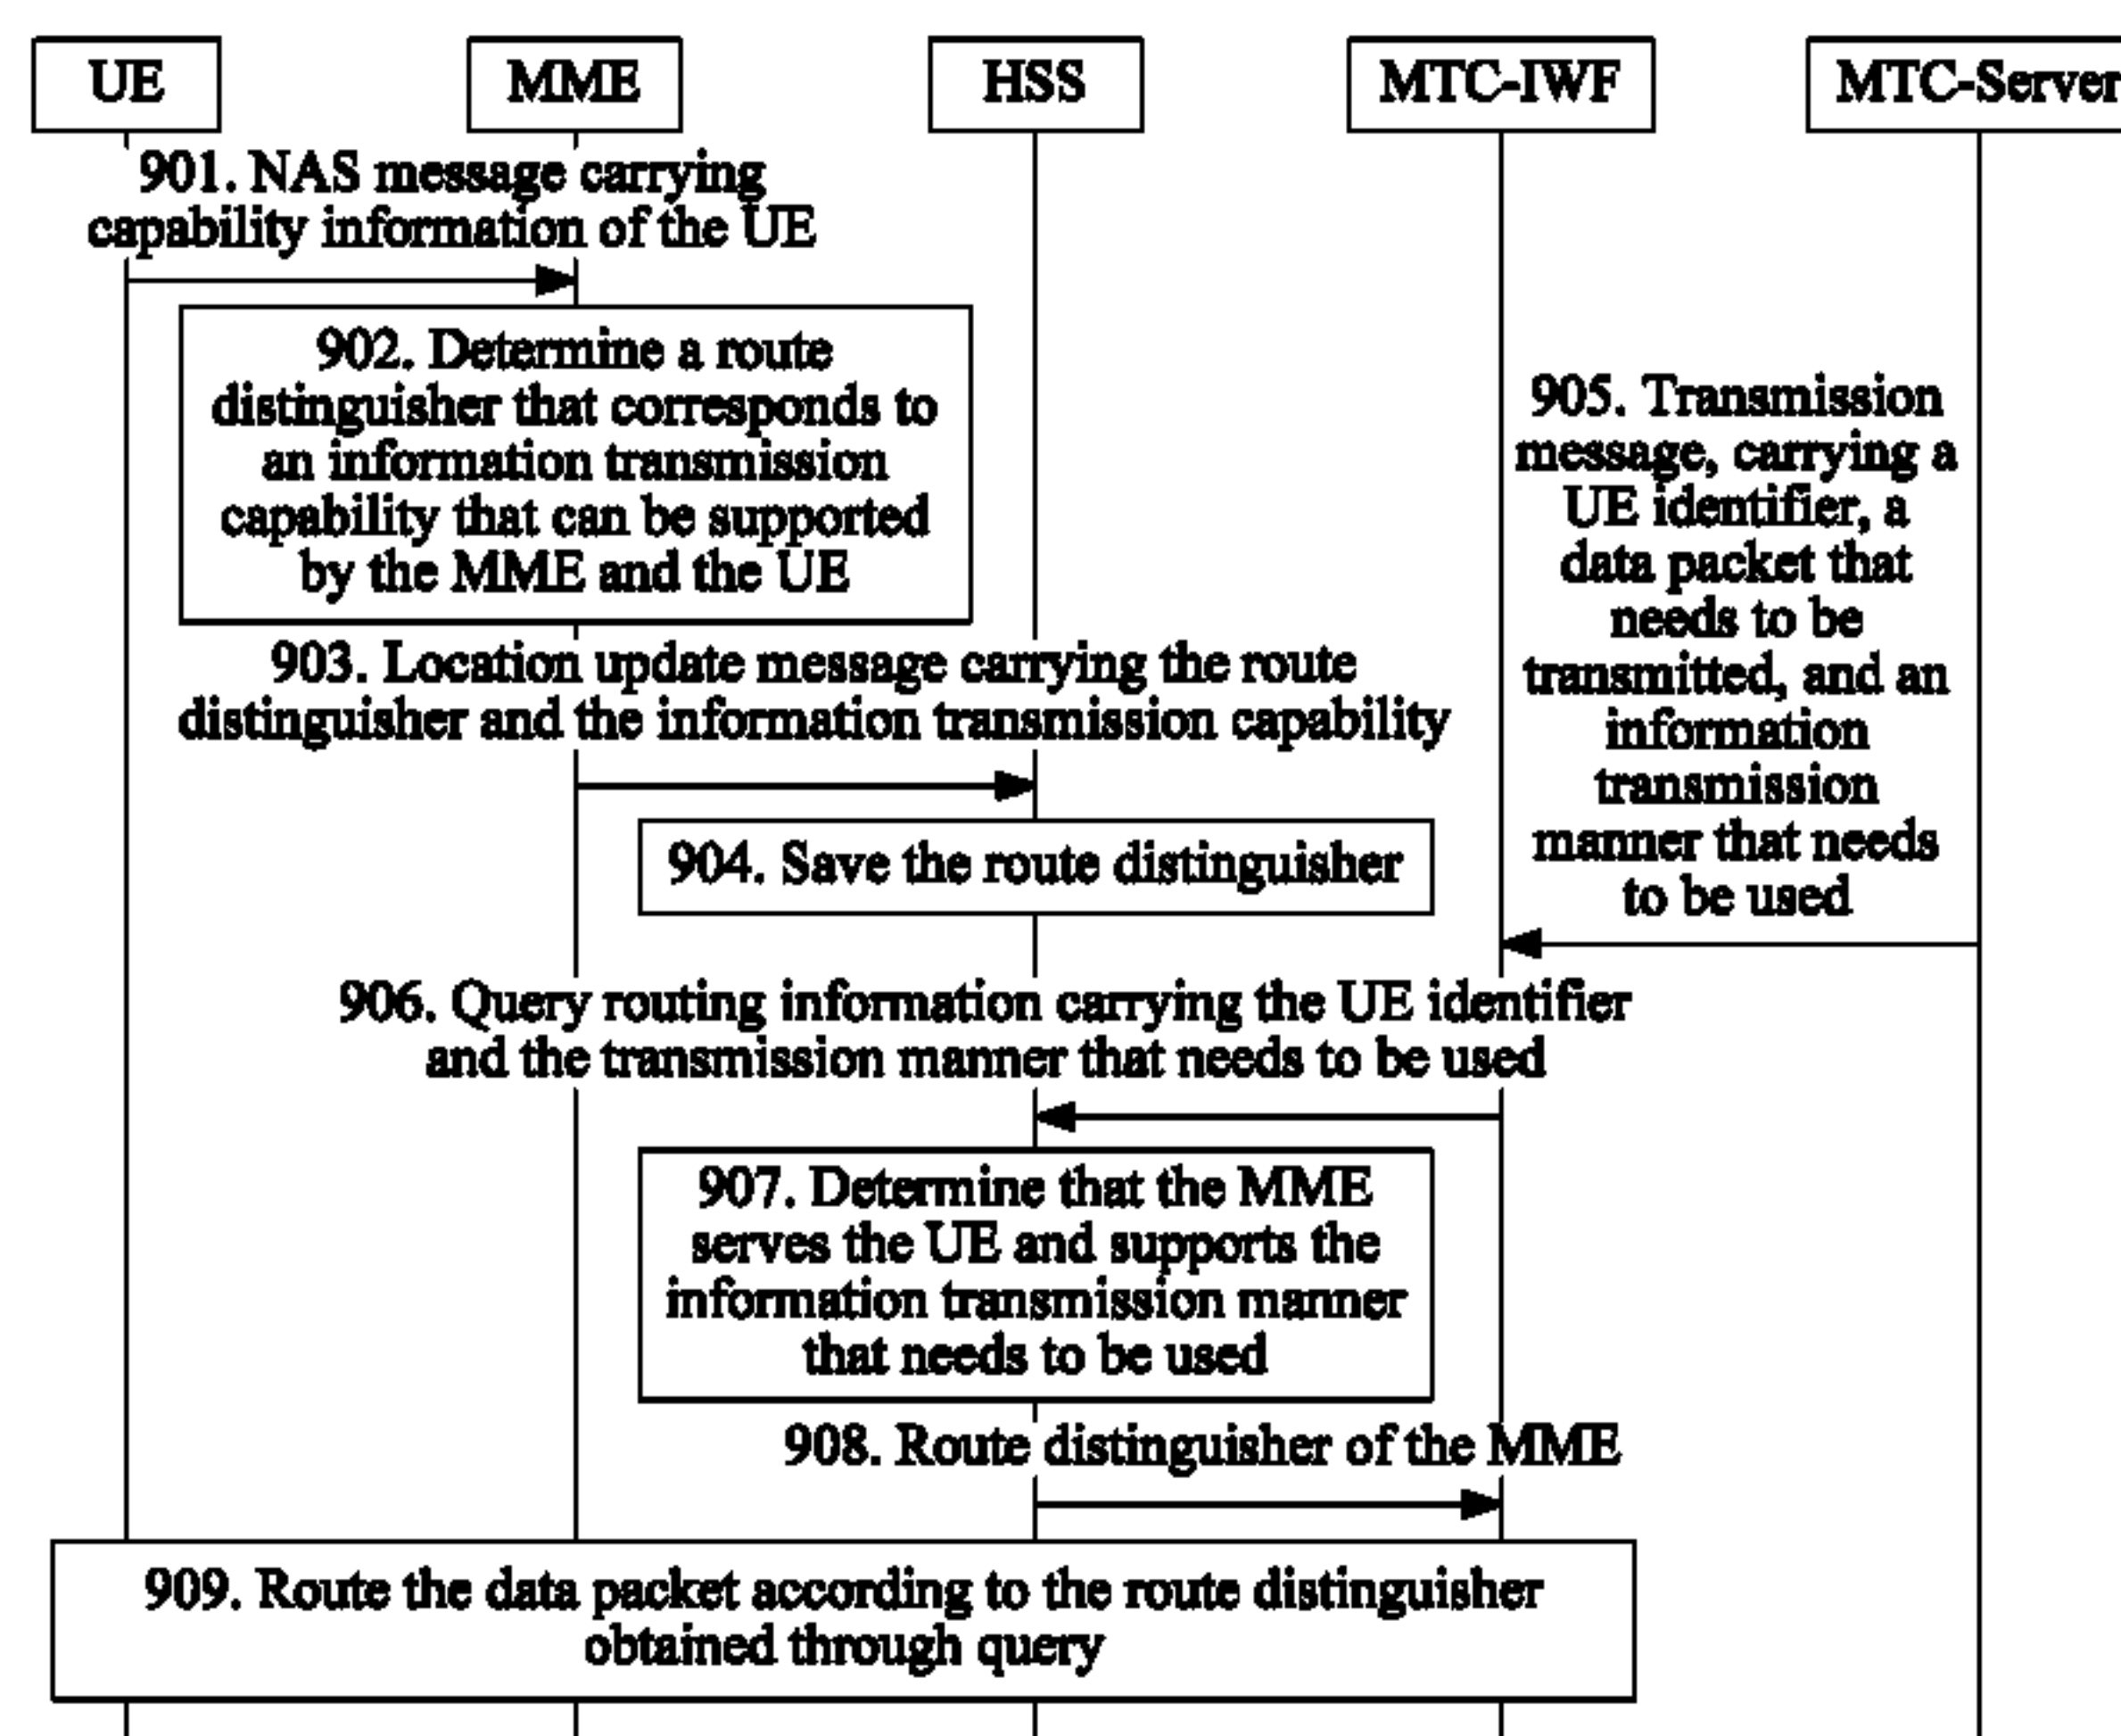 UE
MME
HSS
MTC-IWF
MTC-Server
901. NAS message carrying
capability information of the UE
902. Determine a route
distinguisher that corresponds to
an information transmission
capability that can be supported
by the MME and the UE
903. Location update message carrying the route
distinguisher and the information transmission capability
904. Save the route distinguisher
905. Transmission
message, carrying a
UE identifier, a
data packet that
needs to be
transmitted, and an
information
transmission
manner that needs
to be used
906. Query routing information carrying the UE identifier
and the transmission manner that needs to be used
907. Determine that the MME
serves the UE and supports the
information transmission manner
that needs to be used
908. Route distinguisher of the MME
909. Route the data packet according to the route distinguisher
obtained through query